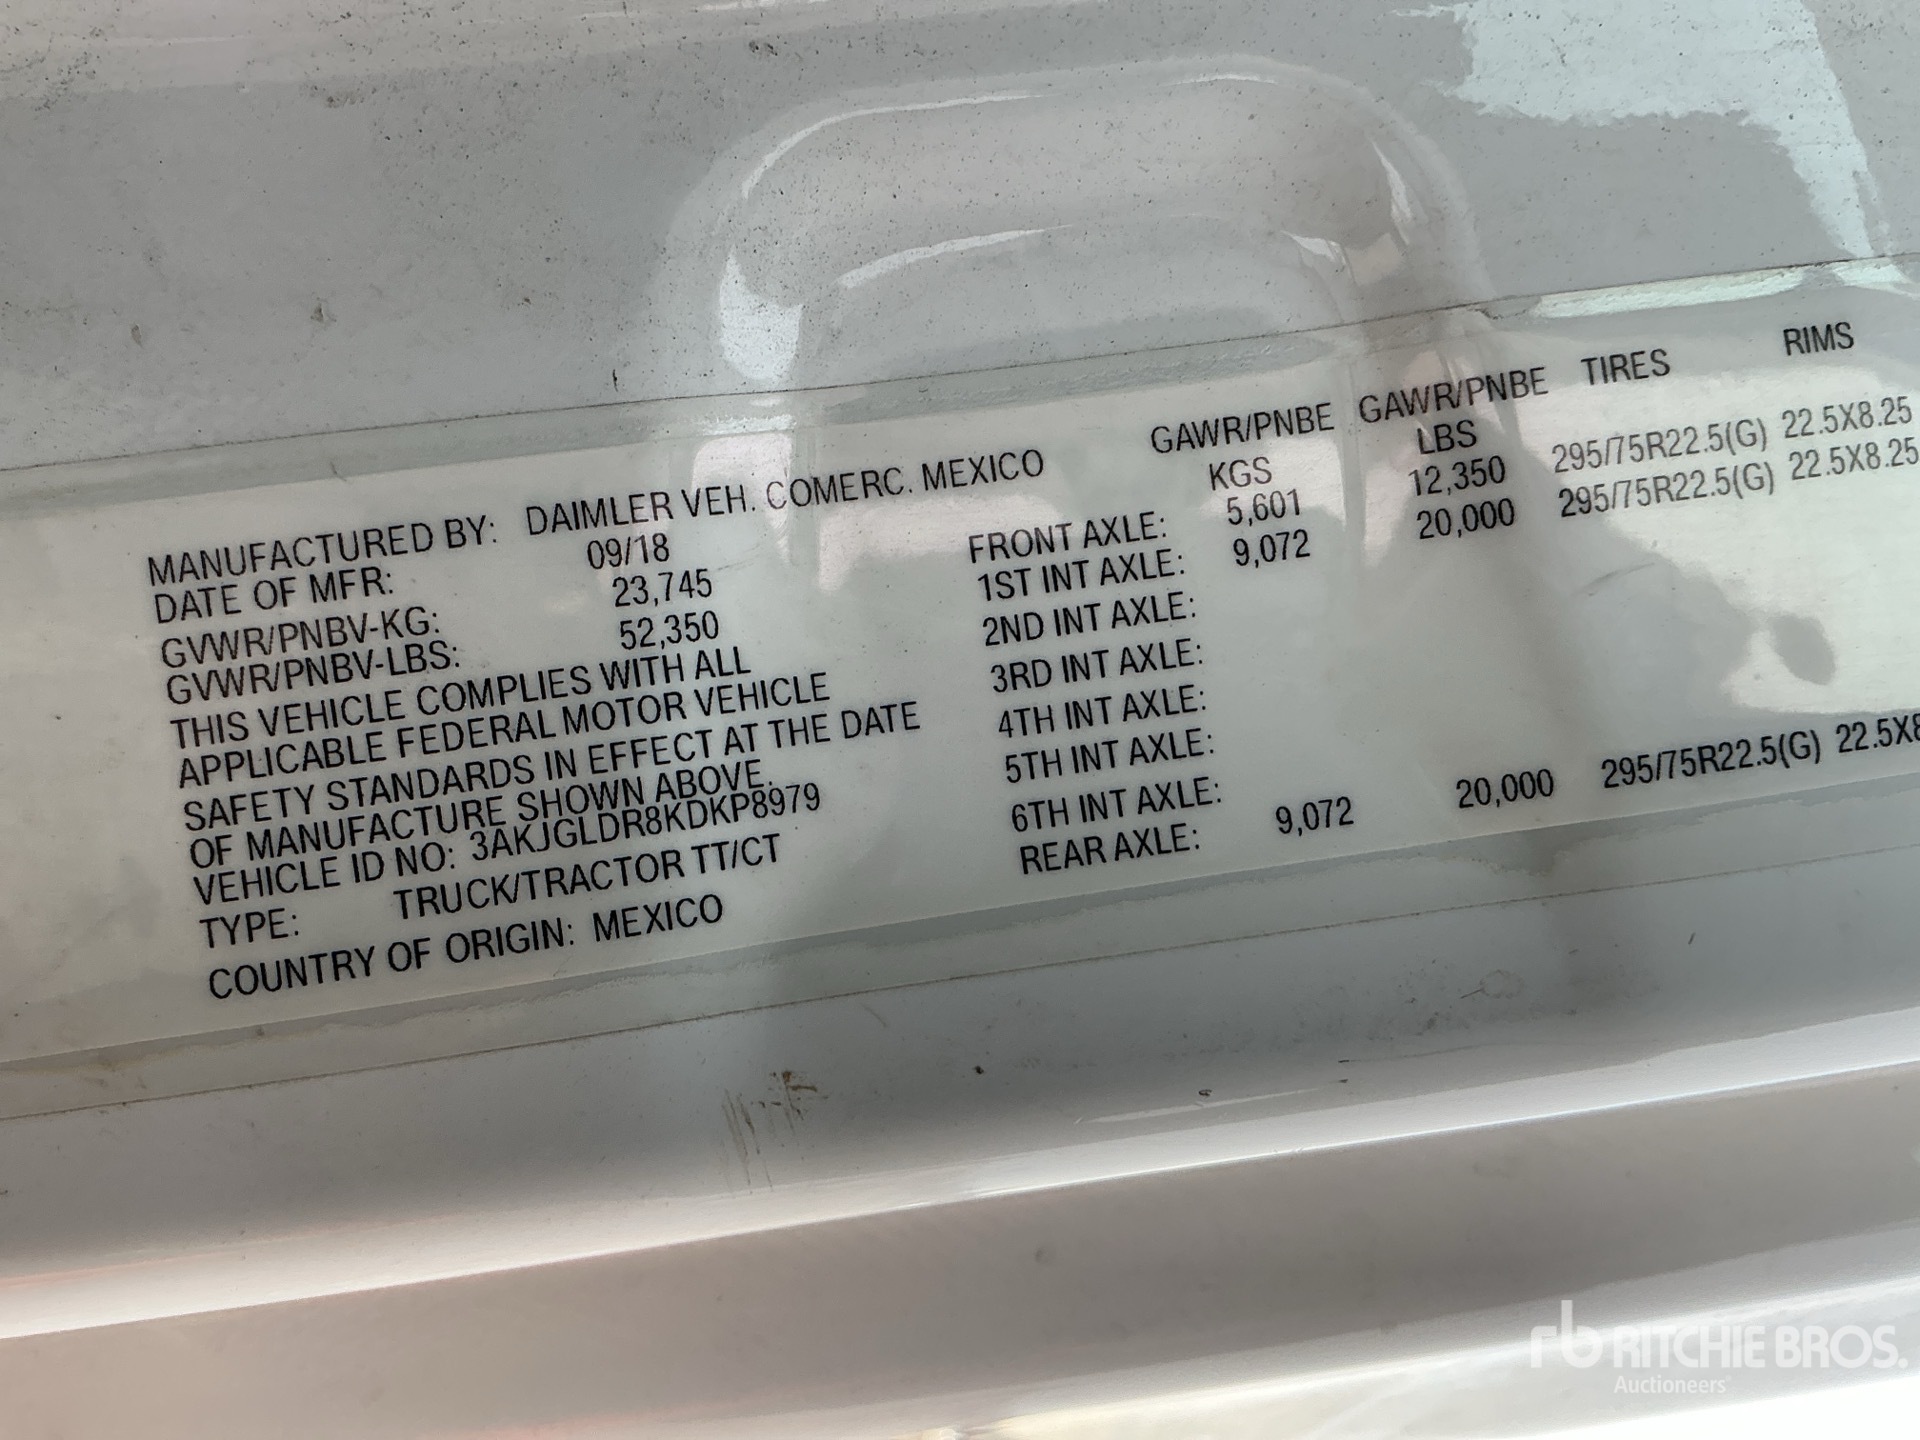 MANUFACTURED BY: DAIMLER VEH. COMERC. MEXICO
DATE OF MFR: 09/18
GVWR/PNBV-KG: 23,745
GVWR/PNBV-LBS: 52,350
THIS VEHICLE COMPLIES WITH ALL
APPLICABLE FEDERAL MOTOR VEHICLE
SAFETY STANDARDS IN EFFECT AT THE DATE
OF MANUFACTURE SHOWN ABOVE.
VEHICLE ID NO: 3AKJGLDR8KDKP8979
TYPE: TRUCK/TRACTOR TT/CT
COUNTRY OF ORIGIN: MEXICO
GAWR/PNBE GAWR/PNBE TIRES RIMS
KGS LBS
FRONT AXLE: 5,601 12,350 295/75R22.5(G) 22.5X8.25
1ST INT AXLE: 9,072 20,000 295/75R22.5(G) 22.5X8.25
2ND INT AXLE:
3RD INT AXLE:
4TH INT AXLE:
5TH INT AXLE:
6TH INT AXLE:
REAR AXLE: 9,072 20,000 295/75R22.5(G) 22.5X8
rb RITCHIE BROS.
Auctioneers